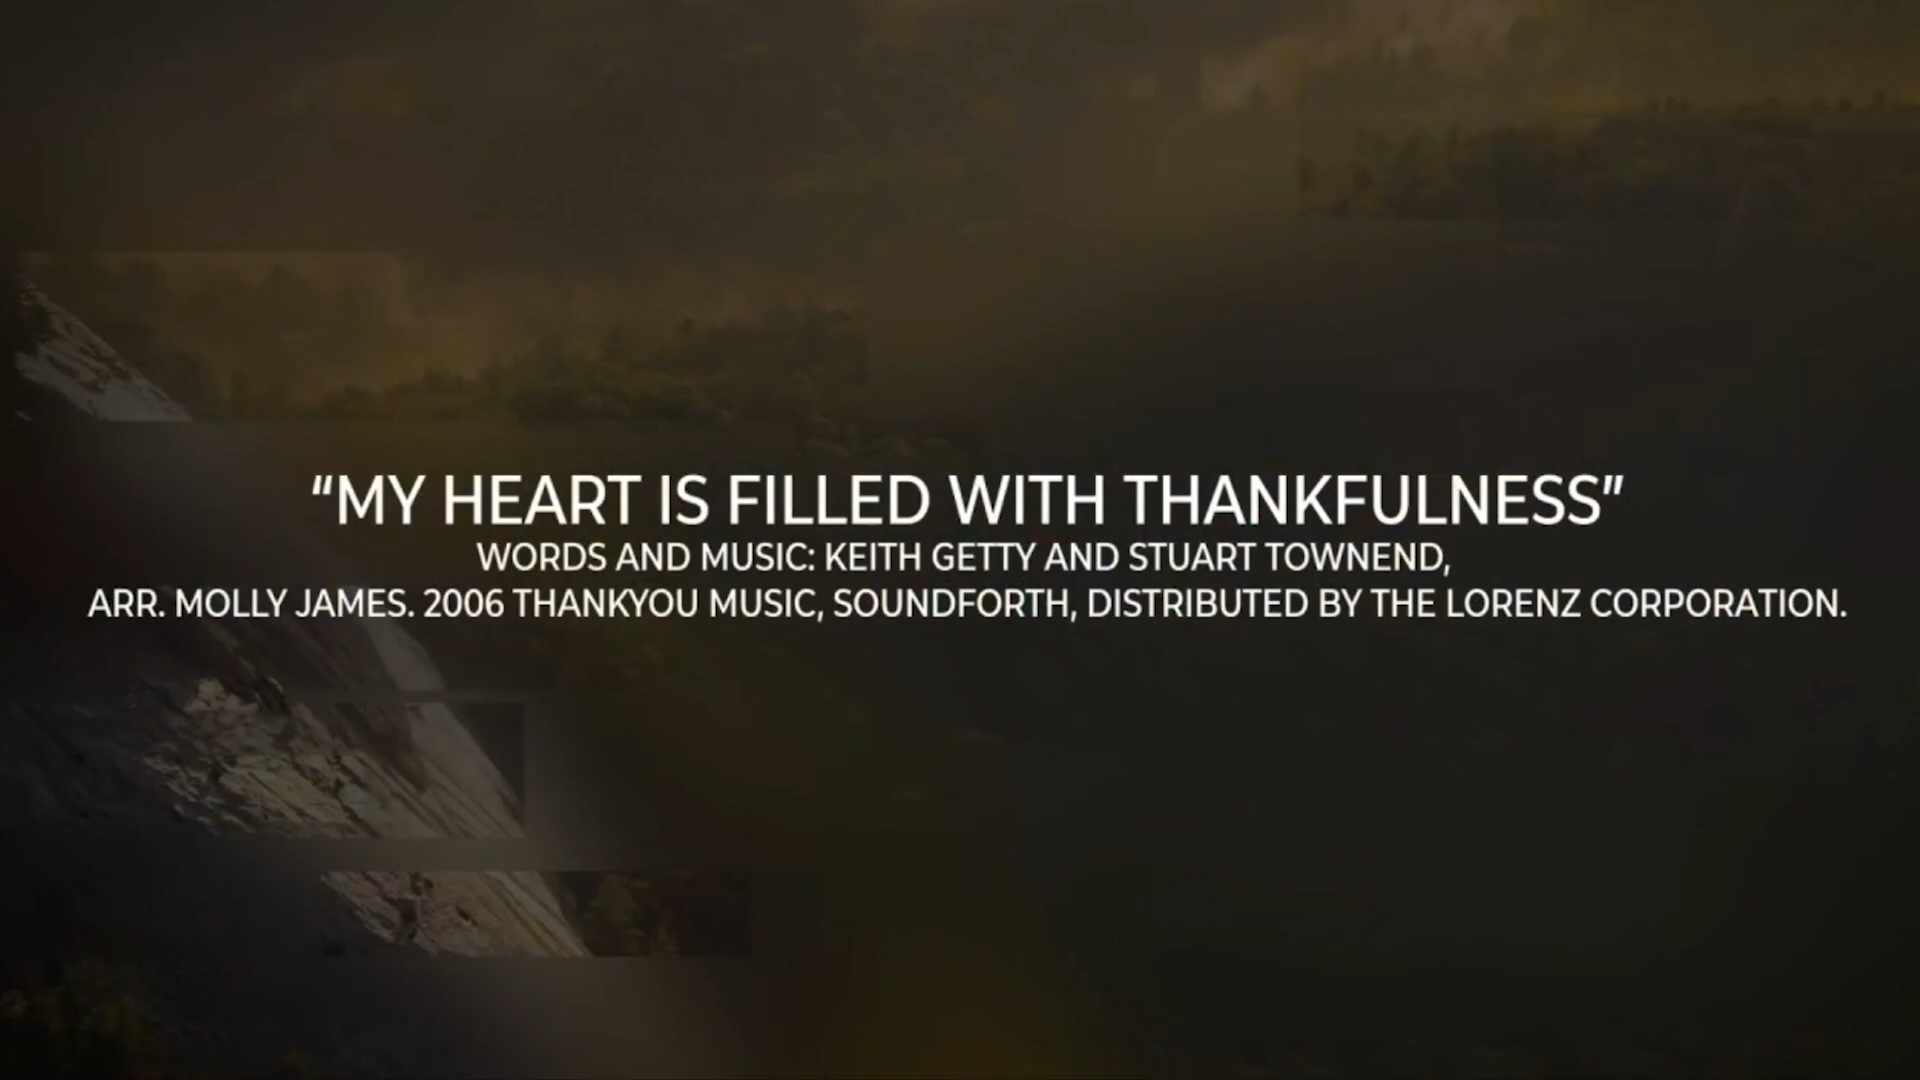 “MY HEART IS FILLED WITH THANKFULNESS”
WORDS AND MUSIC: KEITH GETTY AND STUART TOWNEND,
ARR. MOLLY JAMES. 2006 THANKYOU MUSIC, SOUNDFORTH, DISTRIBUTED BY THE LORENZ CORPORATION.